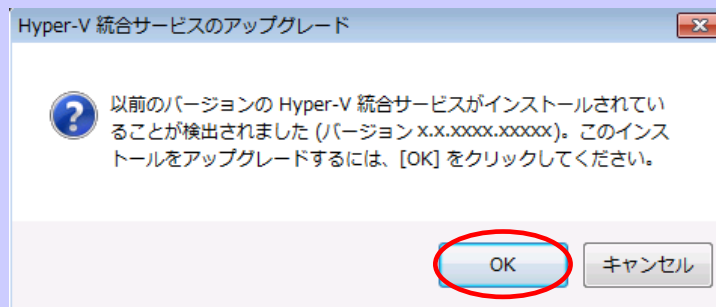 Hyper-V 統合サービスのアップグレード
以前のバージョンの Hyper-V 統合サービスがインストールされてい
ることが検出されました (バージョン x.x.xxxx.xxxxx)。このインス
トールをアップグレードするには、[OK] をクリックしてください。
OK
キャンセル